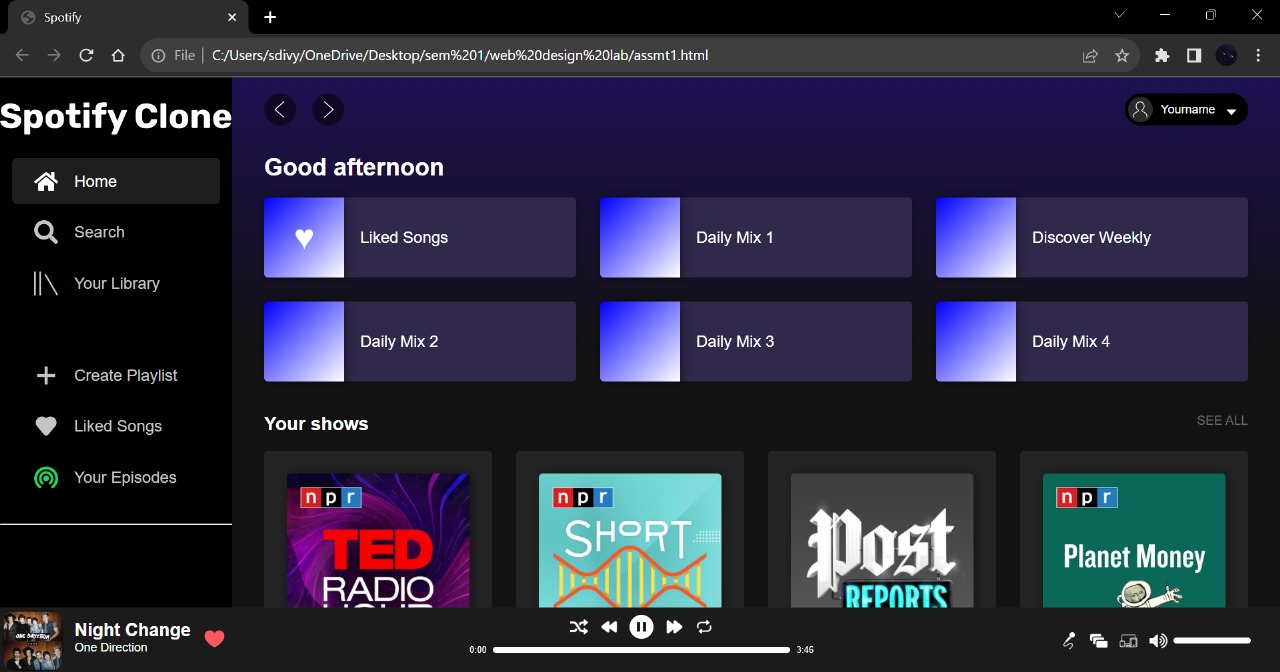 Spotify
File
C:/Users/sdivy/OneDrive/Desktop/sem%201/web%20design%20lab/assmt1.html
Spotify Clone
Home
Search
Your Library
Create Playlist
Liked Songs
Your Episodes
Yourname
Good afternoon
Liked Songs
Daily Mix 1
Discover Weekly
Daily Mix 2
Daily Mix 3
Daily Mix 4
Your shows
SEE ALL
npr
TED
RADIO
HOUR
npr
SHORT
Post
REPORTS
npr
Planet Money
ONE DIRECTION
Night Change
One Direction
0:00
3:46